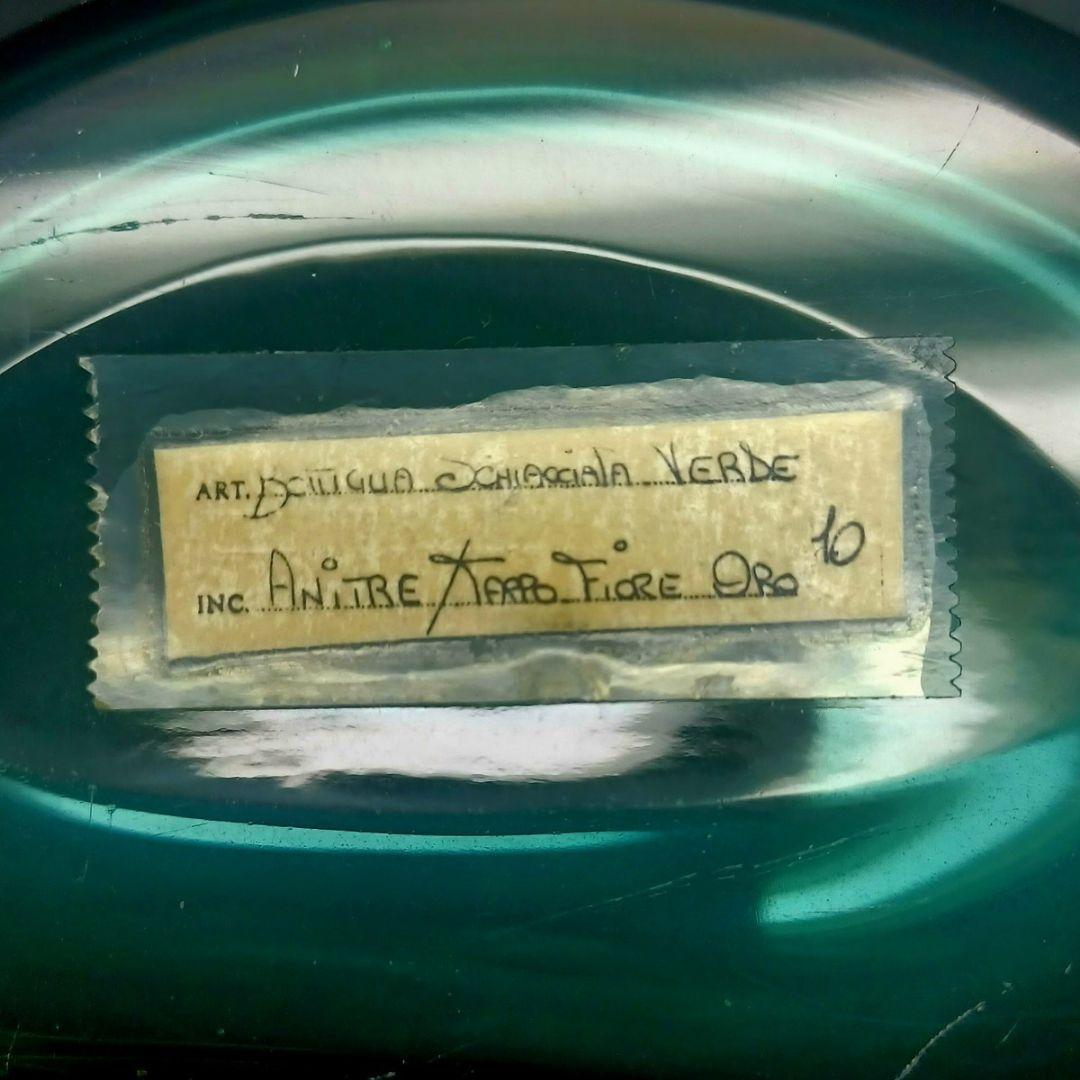 ART. Bottiglia Schiacciata VERDE
INC. ANiTRE / TAPPO FiORE ORO 10